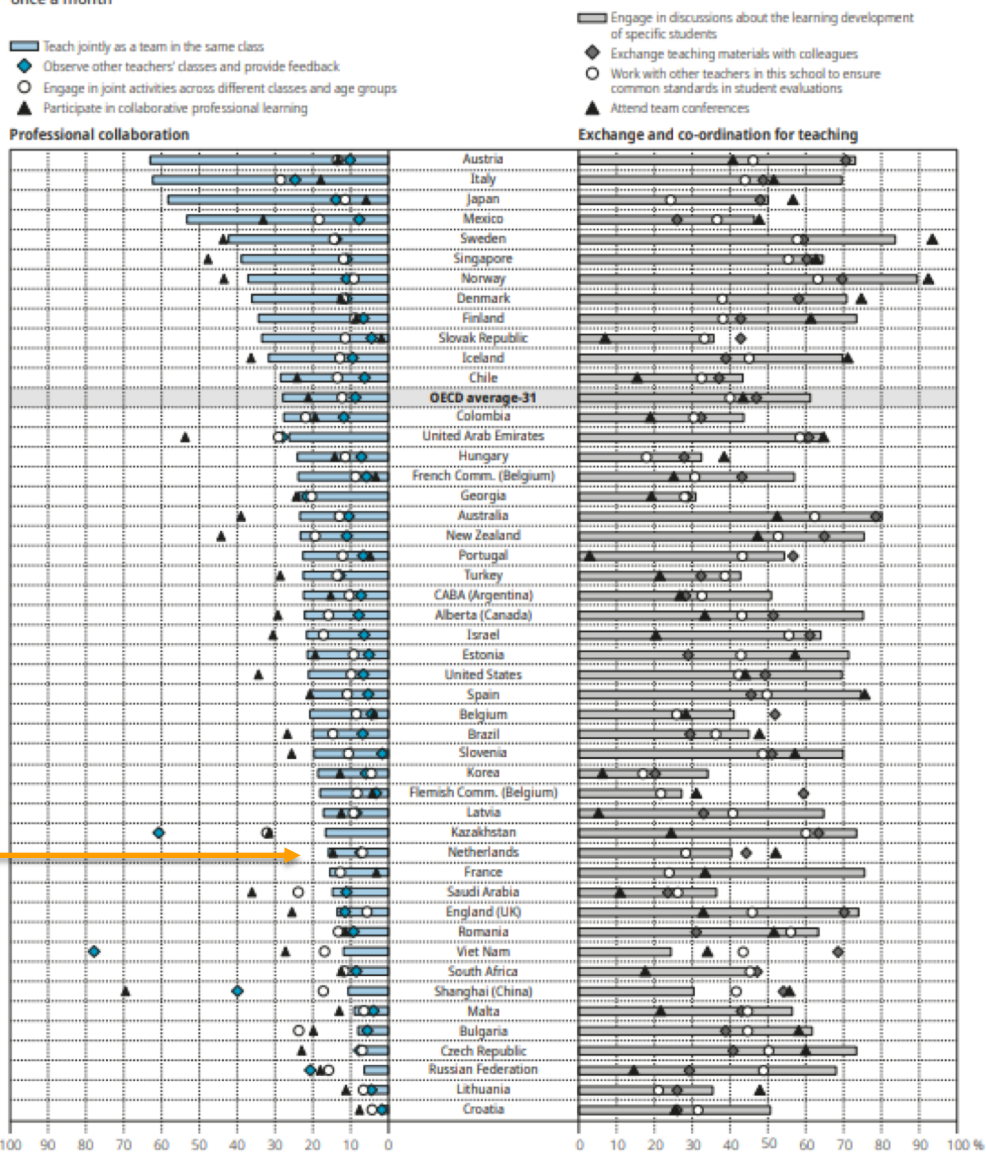 once a month
Teach jointly as a team in the same class
Observe other teachers' classes and provide feedback
Engage in joint activities across different classes and age groups
Participate in collaborative professional learning
Engage in discussions about the learning development
of specific students
Exchange teaching materials with colleagues
Work with other teachers in this school to ensure
common standards in student evaluations
Attend team conferences
Professional collaboration
Exchange and co-ordination for teaching
Austria
Italy
Japan
Mexico
Sweden
Singapore
Norway
Denmark
Finland
Slovak Republic
Iceland
Chile
OECD average-31
Colombia
United Arab Emirates
Hungary
French Comm. (Belgium)
Georgia
Australia
New Zealand
Portugal
Turkey
CABA (Argentina)
Alberta (Canada)
Israel
Estonia
United States
Spain
Belgium
Brazil
Slovenia
Korea
Flemish Comm. (Belgium)
Latvia
Kazakhstan
Netherlands
France
Saudi Arabia
England (UK)
Romania
Viet Nam
South Africa
Shanghai (China)
Malta
Bulgaria
Czech Republic
Russian Federation
Lithuania
Croatia
100 90 80 70 60 50 40 30 20 10 0
0 10 20 30 40 50 60 70 80 90 100 %